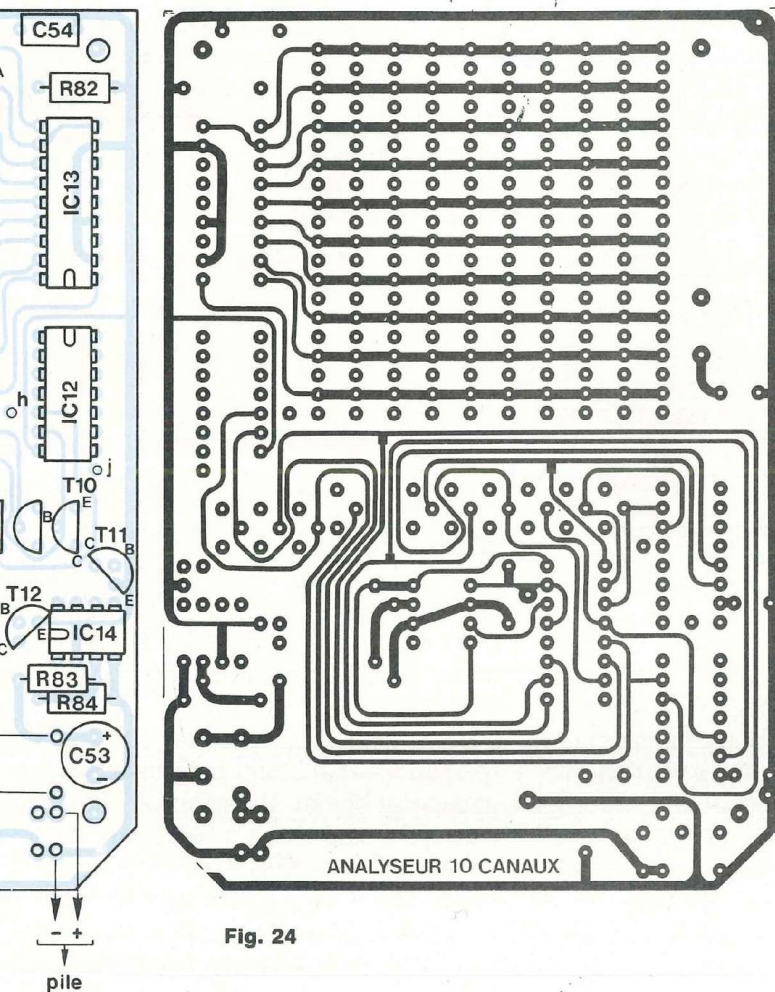 C54
R82
IC13
IC12
h
j
T10
E
B
C
T11
B
C
E
T12
B
E
C
IC14
R83
R84
+
C53
-
- +
pile
ANALYSEUR 10 CANAUX
Fig. 24